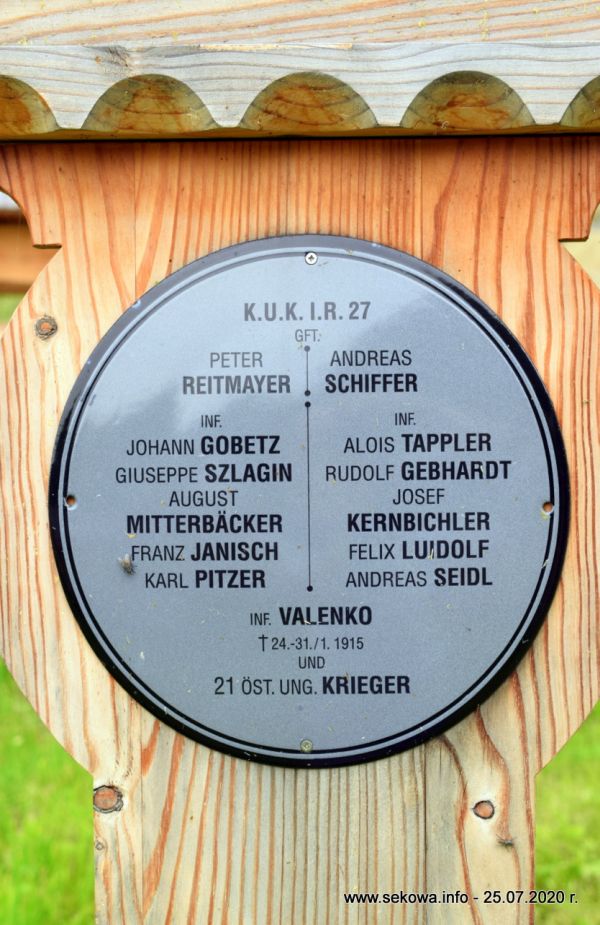 K.U.K. I.R. 27
GFT.
PETER
REITMAYER
ANDREAS
SCHIFFER
INF.
JOHANN GOBETZ
GIUSEPPE SZLAGIN
AUGUST
MITTERBÄCKER
FRANZ JANISCH
KARL PITZER
INF.
ALOIS TAPPLER
RUDOLF GEBHARDT
JOSEF
KERNBICHLER
FELIX LUIDOLF
ANDREAS SEIDL
INF. VALENKO
† 24.-31./1. 1915
UND
21 ÖST. UNG. KRIEGER
www.sekowa.info - 25.07.2020 r.